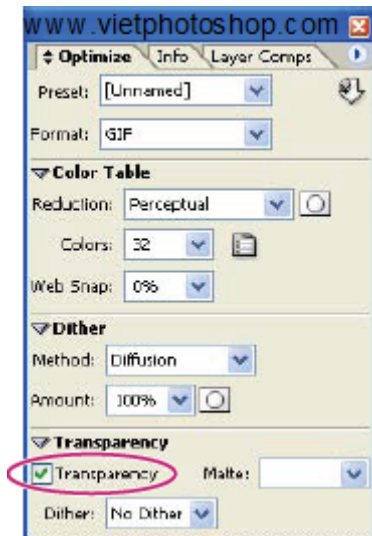 www.vietphotoshop.com
Optimize Info Layer Comps
Preset: [Unnamed]
Format: GIF
Color Table
Reduction: Perceptual
Colors: 32
Web Snap: 0%
Dither
Method: Diffusion
Amount: 100%
Transparency
Transparency Matte:
Dither: No Dither